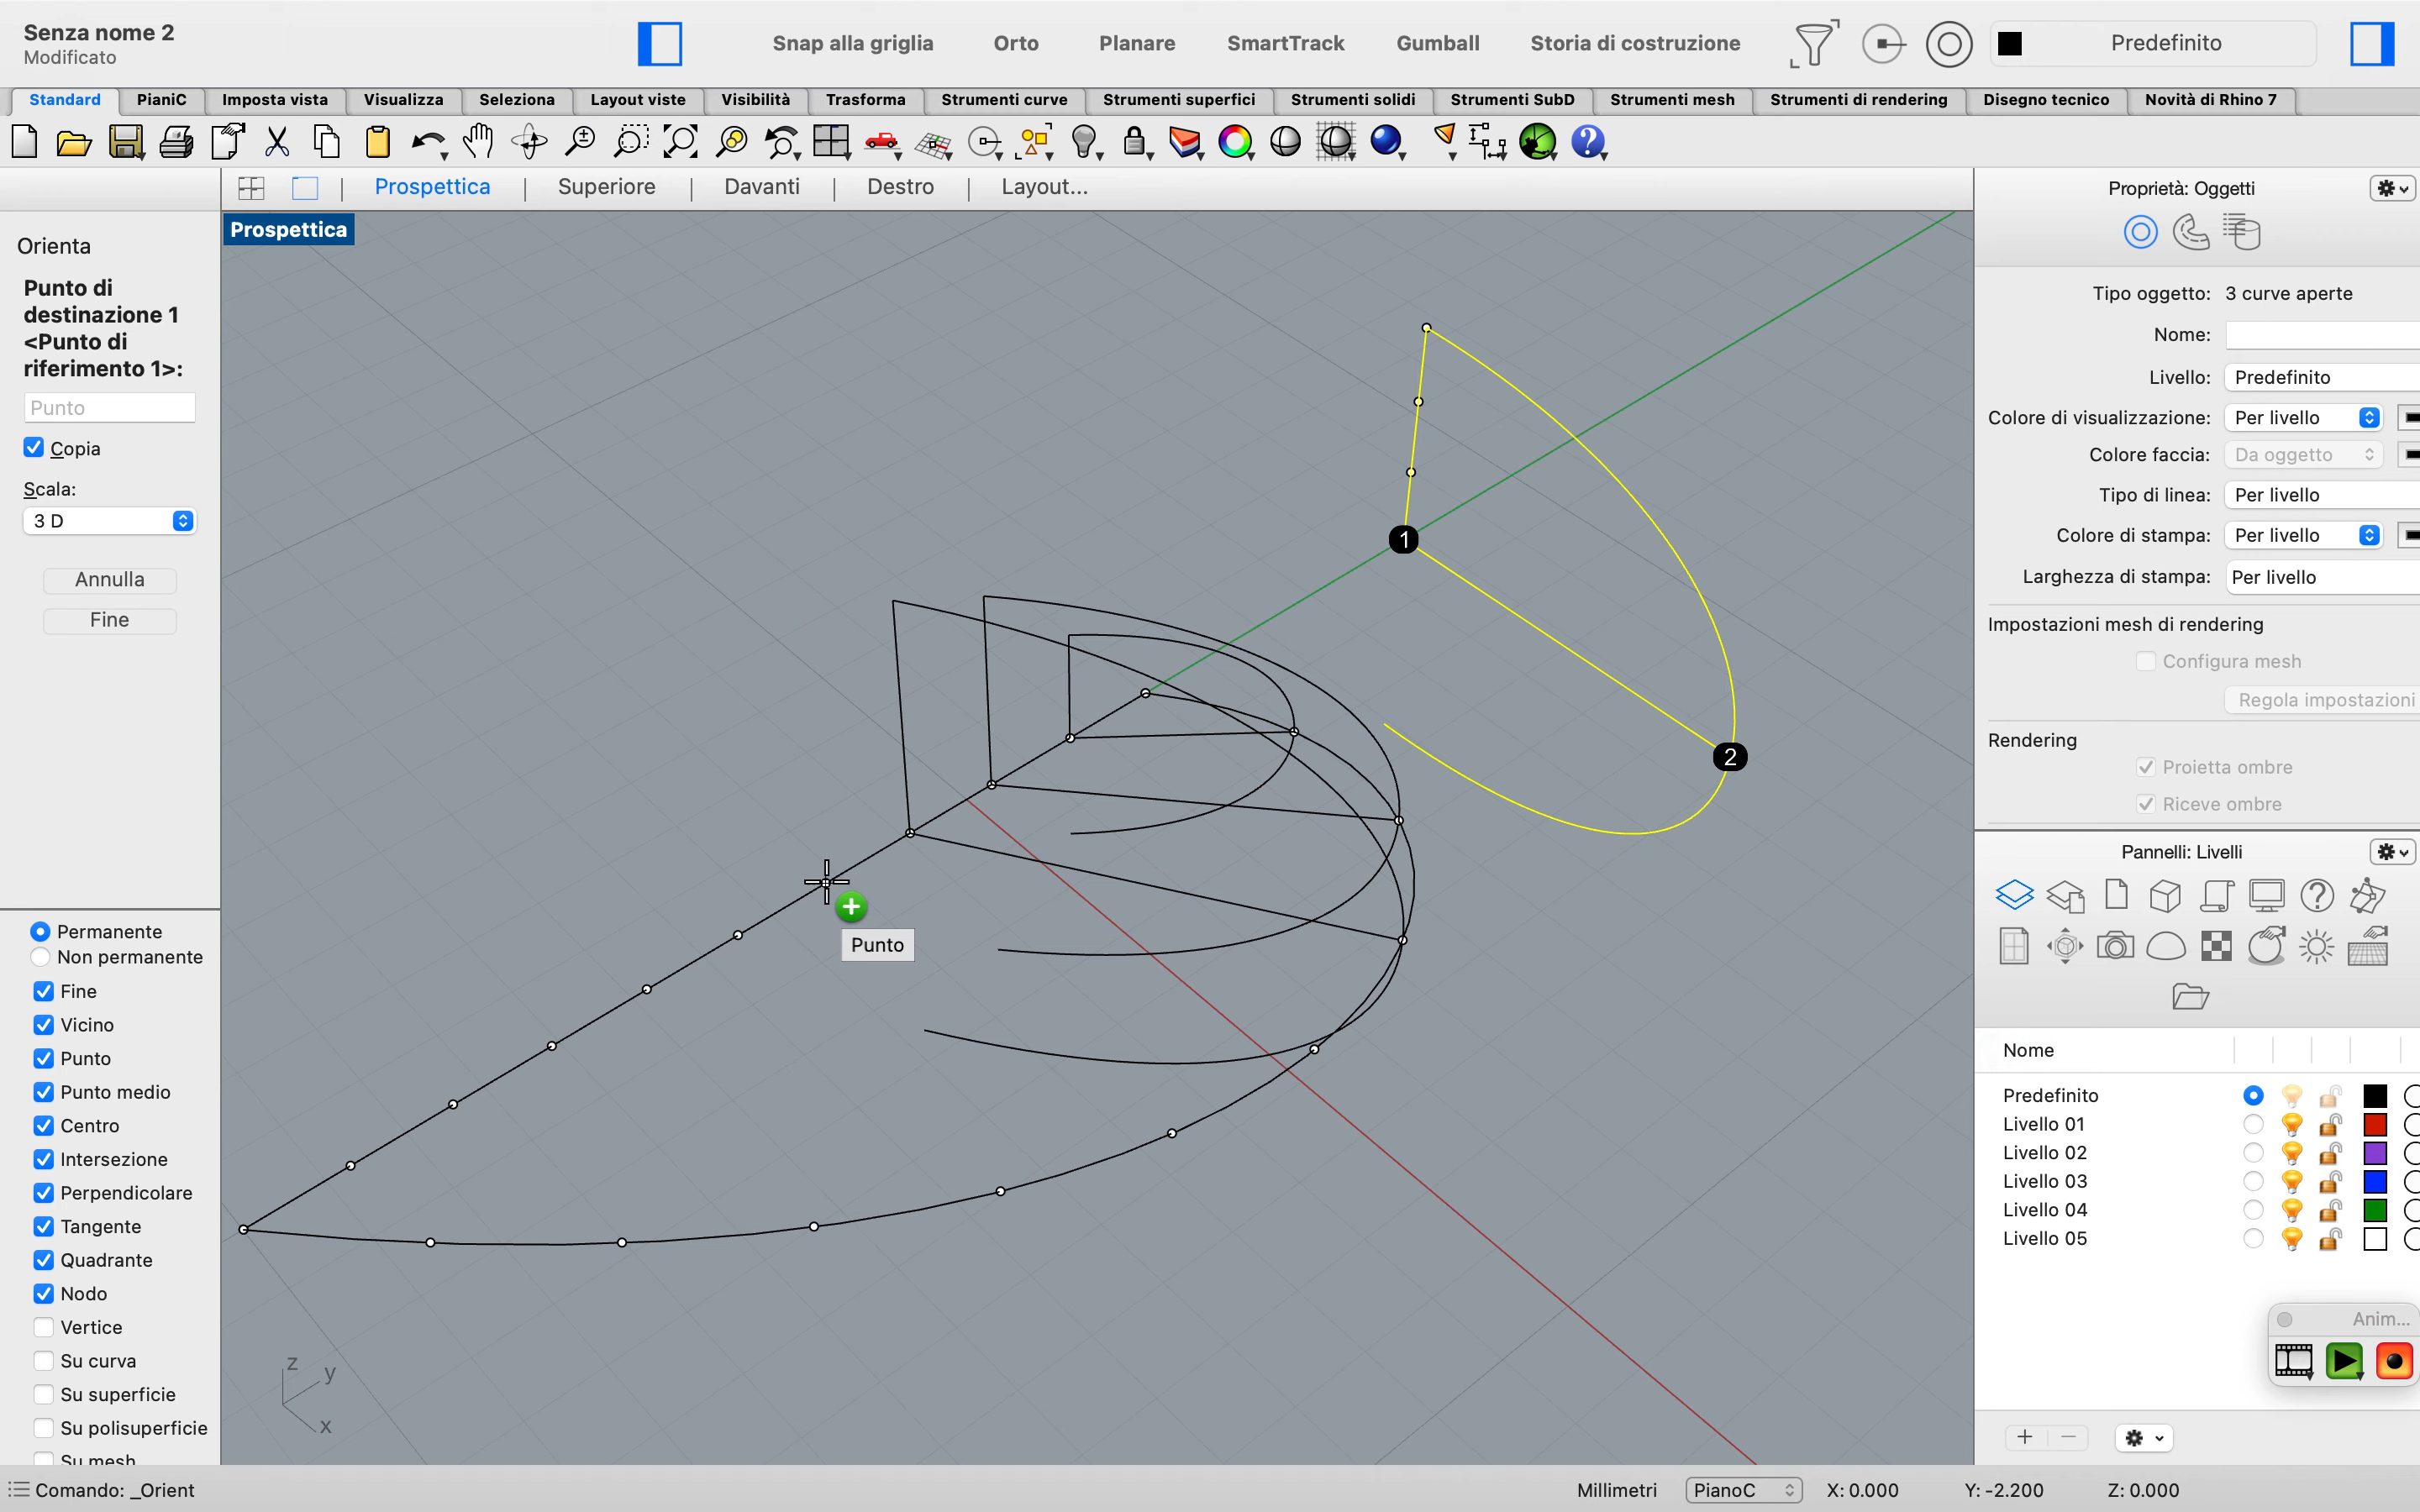 Senza nome 2
Modificato
Snap alla griglia
Orto
Planare
SmartTrack
Gumball
Storia di costruzione
Predefinito
Standard
PianiC
Imposta vista
Visualizza
Seleziona
Layout viste
Visibilità
Trasforma
Strumenti curve
Strumenti superfici
Strumenti solidi
Strumenti SubD
Strumenti mesh
Strumenti di rendering
Disegno tecnico
Novità di Rhino 7
Prospettica
Superiore
Davanti
Destro
Layout...
Orienta
Punto di
destinazione 1
<Punto di
riferimento 1>:
Punto
Copia
Scala:
3 D
Annulla
Fine
Permanente
Non permanente
Fine
Vicino
Punto
Punto medio
Centro
Intersezione
Perpendicolare
Tangente
Quadrante
Nodo
Vertice
Su curva
Su superficie
Su polisuperficie
Su mesh
Prospettica
1
2
Punto
z
y
x
Proprietà: Oggetti
Tipo oggetto: 3 curve aperte
Nome:
Livello: Predefinito
Colore di visualizzazione: Per livello
Colore faccia: Da oggetto
Tipo di linea: Per livello
Colore di stampa: Per livello
Larghezza di stampa: Per livello
Impostazioni mesh di rendering
Configura mesh
Regola impostazioni
Rendering
Proietta ombre
Riceve ombre
Pannelli: Livelli
Nome
Predefinito
Livello 01
Livello 02
Livello 03
Livello 04
Livello 05
Anim...
Comando: _Orient
Millimetri
PianoC
X: 0.000
Y: -2.200
Z: 0.000